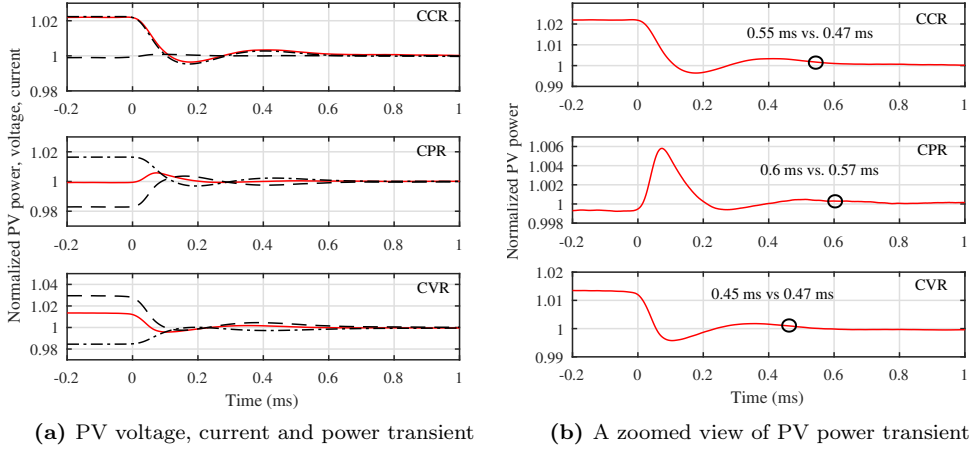 Normalized PV power, voltage, current
CCR
1.02
1
0.98
-0.2 0 0.2 0.4 0.6 0.8 1
CPR
1.02
1
0.98
-0.2 0 0.2 0.4 0.6 0.8 1
CVR
1.04
1.02
1
0.98
-0.2 0 0.2 0.4 0.6 0.8 1
Time (ms)
(a) PV voltage, current and power transient
Normalized PV power
CCR
1.02
1.01
1
0.99
0.55 ms vs. 0.47 ms
-0.2 0 0.2 0.4 0.6 0.8 1
CPR
1.006
1.004
1.002
1
0.998
0.6 ms vs. 0.57 ms
-0.2 0 0.2 0.4 0.6 0.8 1
CVR
1.02
1.01
1
0.99
0.45 ms vs 0.47 ms
-0.2 0 0.2 0.4 0.6 0.8 1
Time (ms)
(b) A zoomed view of PV power transient